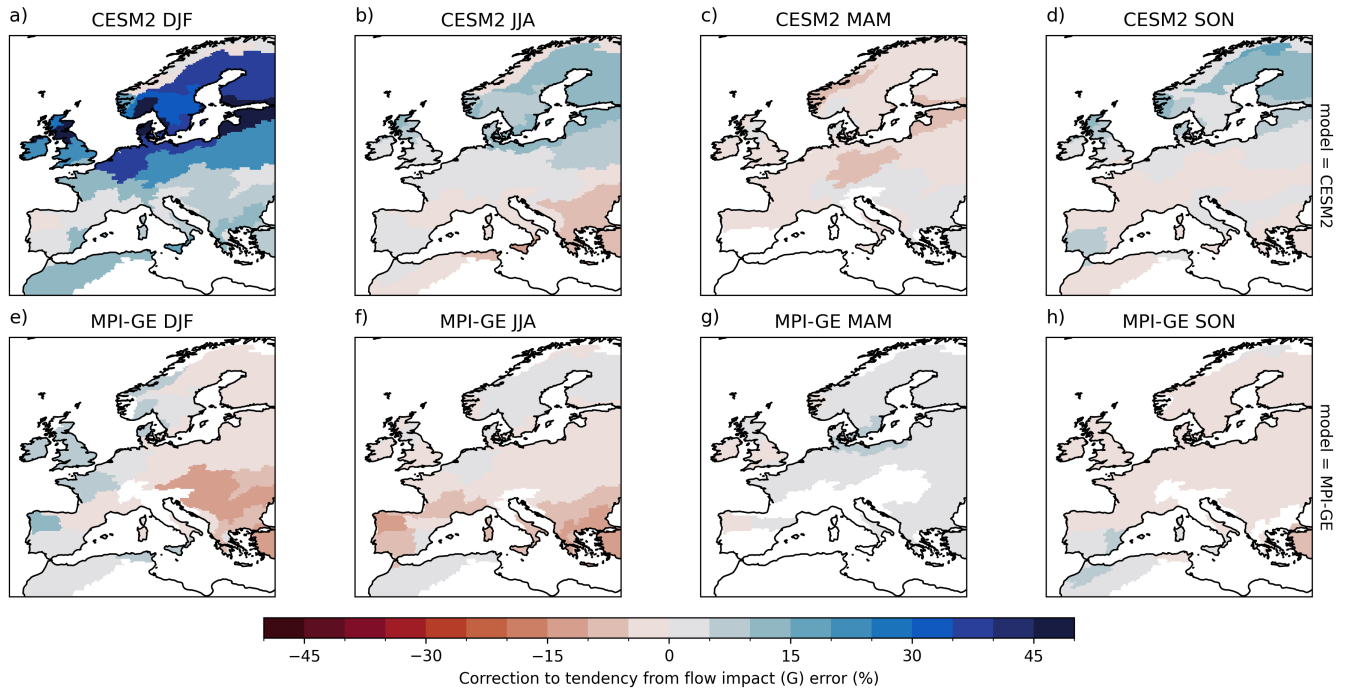 a) CESM2 DJF
b) CESM2 JJA
c) CESM2 MAM
d) CESM2 SON
model = CESM2
e) MPI-GE DJF
f) MPI-GE JJA
g) MPI-GE MAM
h) MPI-GE SON
model = MPI-GE
−45 −30 −15 0 15 30 45
Correction to tendency from flow impact (G) error (%)